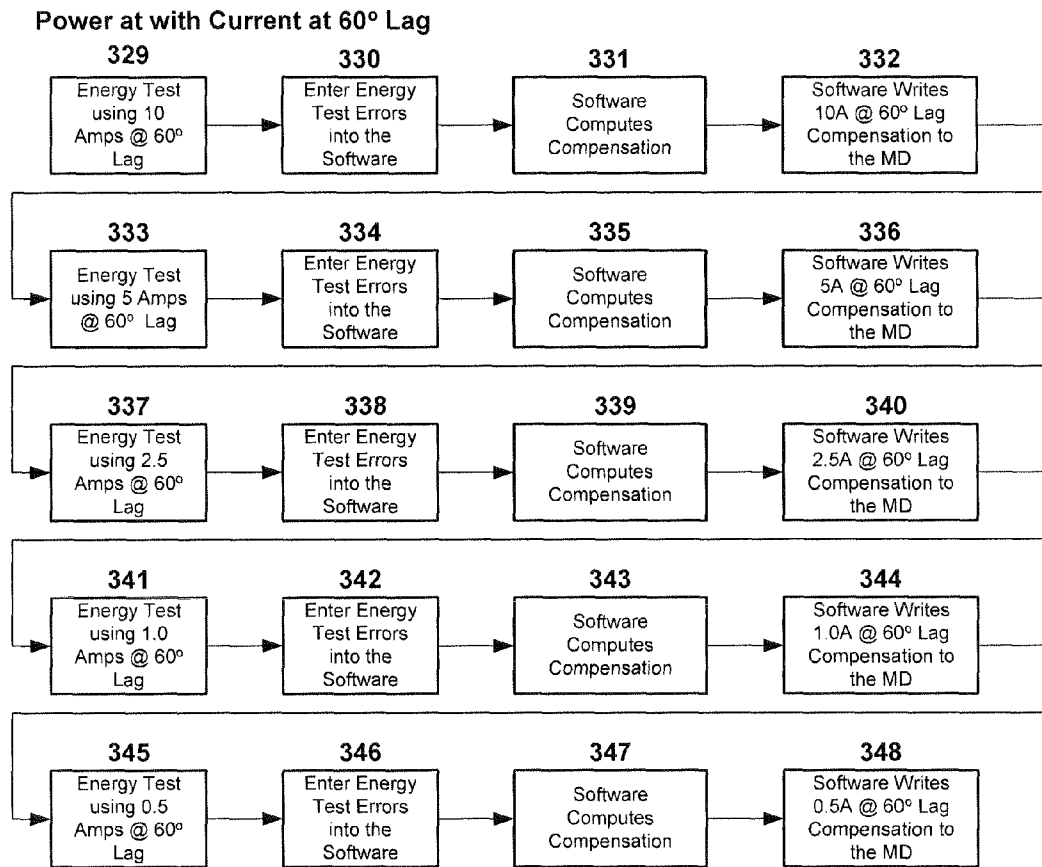 Power at with Current at 60º Lag
329
330
331
332
Energy Test
using 10
Amps @ 60º
Lag
Enter Energy
Test Errors
into the
Software
Software
Computes
Compensation
Software Writes
10A @ 60º Lag
Compensation to
the MD
333
334
335
336
Energy Test
using 5 Amps
@ 60º Lag
Enter Energy
Test Errors
into the
Software
Software
Computes
Compensation
Software Writes
5A @ 60º Lag
Compensation to
the MD
337
338
339
340
Energy Test
using 2.5
Amps @ 60º
Lag
Enter Energy
Test Errors
into the
Software
Software
Computes
Compensation
Software Writes
2.5A @ 60º Lag
Compensation to
the MD
341
342
343
344
Energy Test
using 1.0
Amps @ 60º
Lag
Enter Energy
Test Errors
into the
Software
Software
Computes
Compensation
Software Writes
1.0A @ 60º Lag
Compensation to
the MD
345
346
347
348
Energy Test
using 0.5
Amps @ 60º
Lag
Enter Energy
Test Errors
into the
Software
Software
Computes
Compensation
Software Writes
0.5A @ 60º Lag
Compensation to
the MD